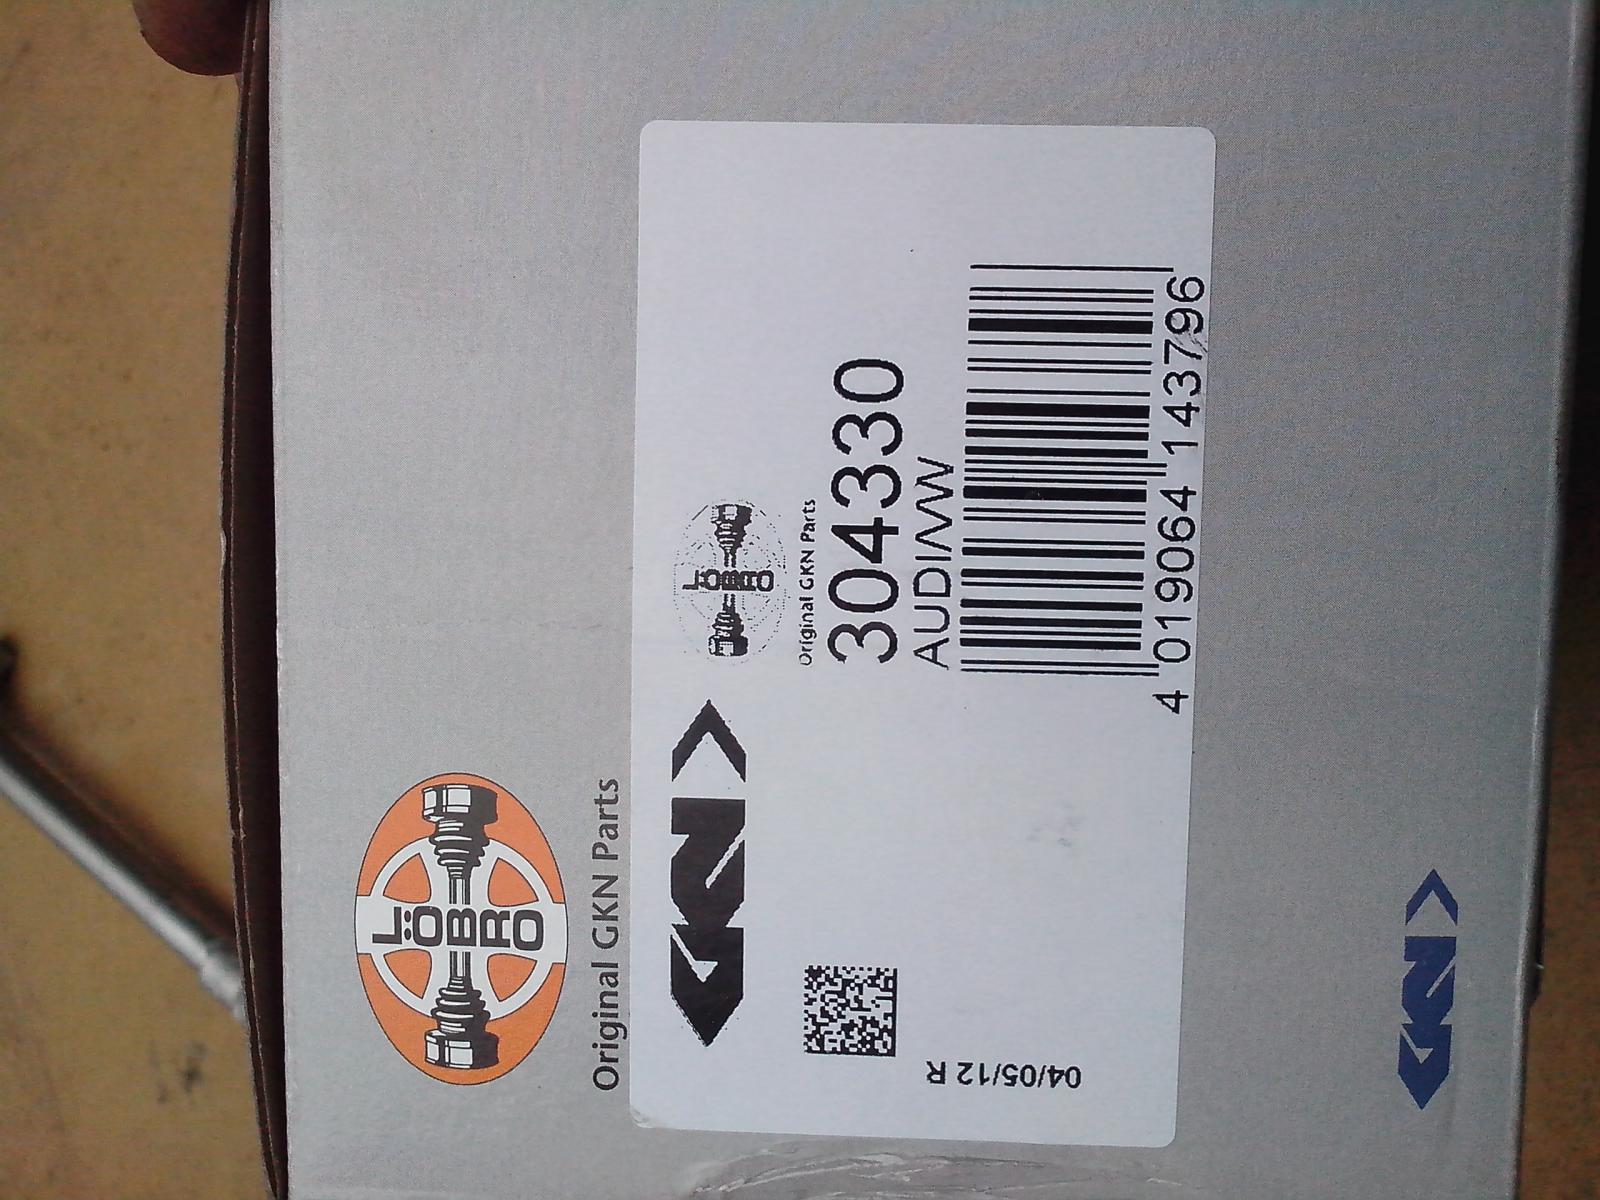 LÖBRO
Original GKN Parts
GKN
LÖBRO
Original GKN Parts
304330
AUDI/VW
4 019064 143796
04/05/12 R
GKN